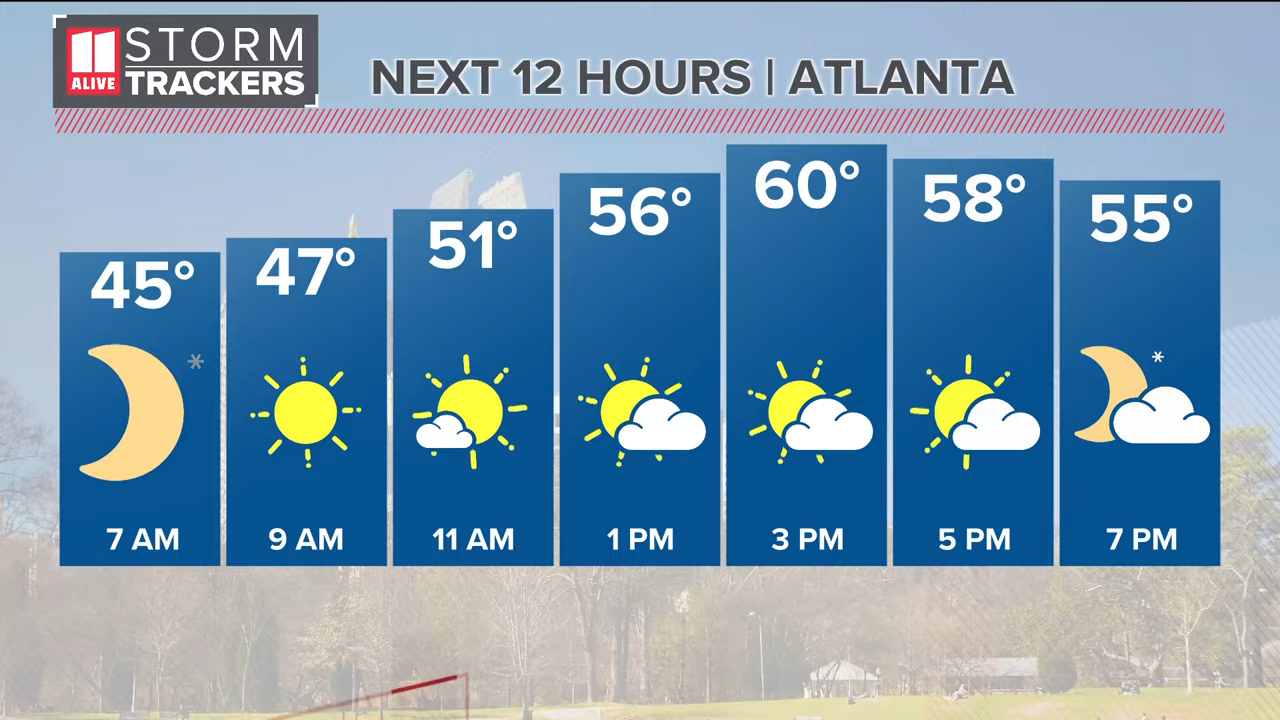 11
ALIVE
STORM
TRACKERS
NEXT 12 HOURS | ATLANTA
45° 47° 51° 56° 60° 58° 55°
7 AM 9 AM 11 AM 1 PM 3 PM 5 PM 7 PM